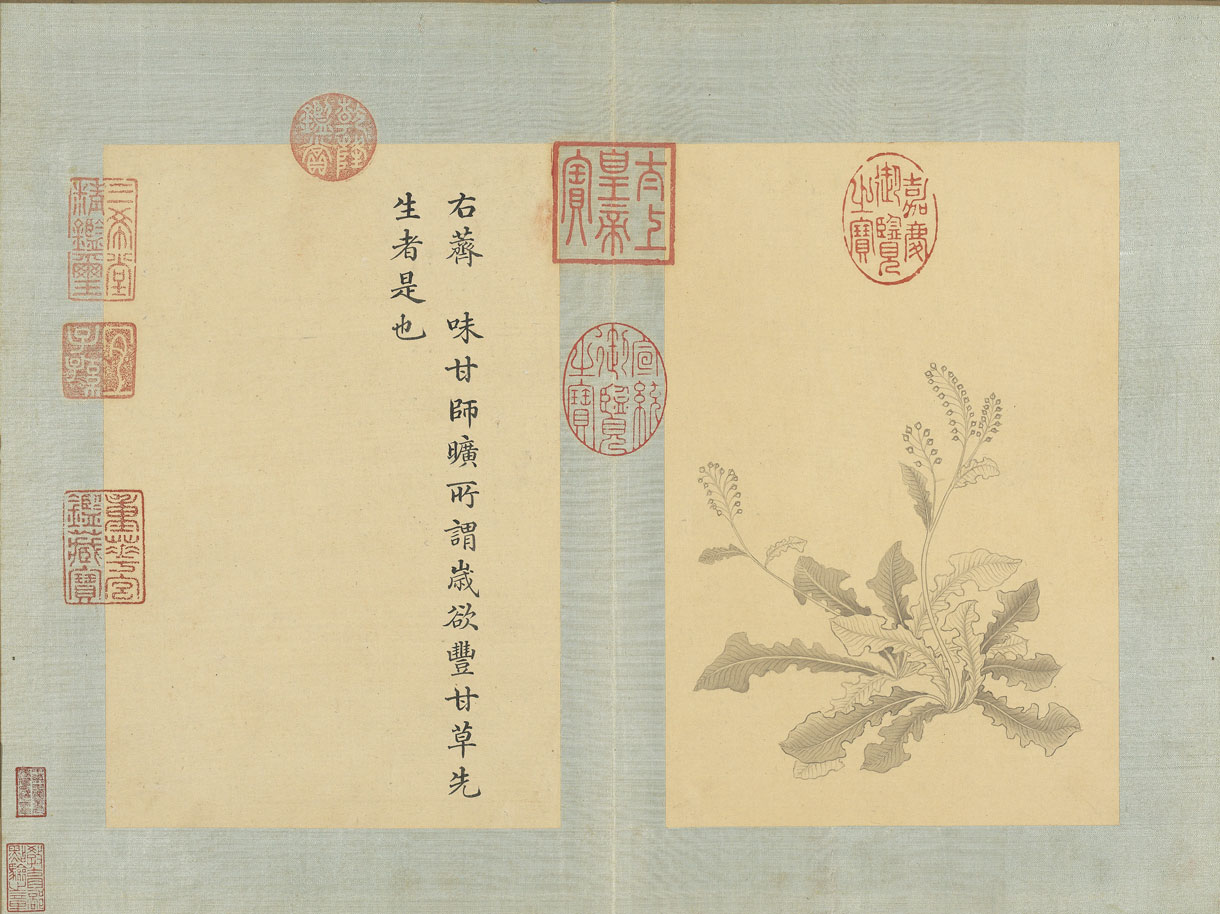 右薺　味甘師曠所謂歲欲豐甘草先
生者是也
嘉慶
御覽
之寶
太上
皇帝
之寶
宣統
御覽
之寶
乾隆
鑑賞
三希堂
精鑑璽
宜
子孫
重華宮
鑑藏寶